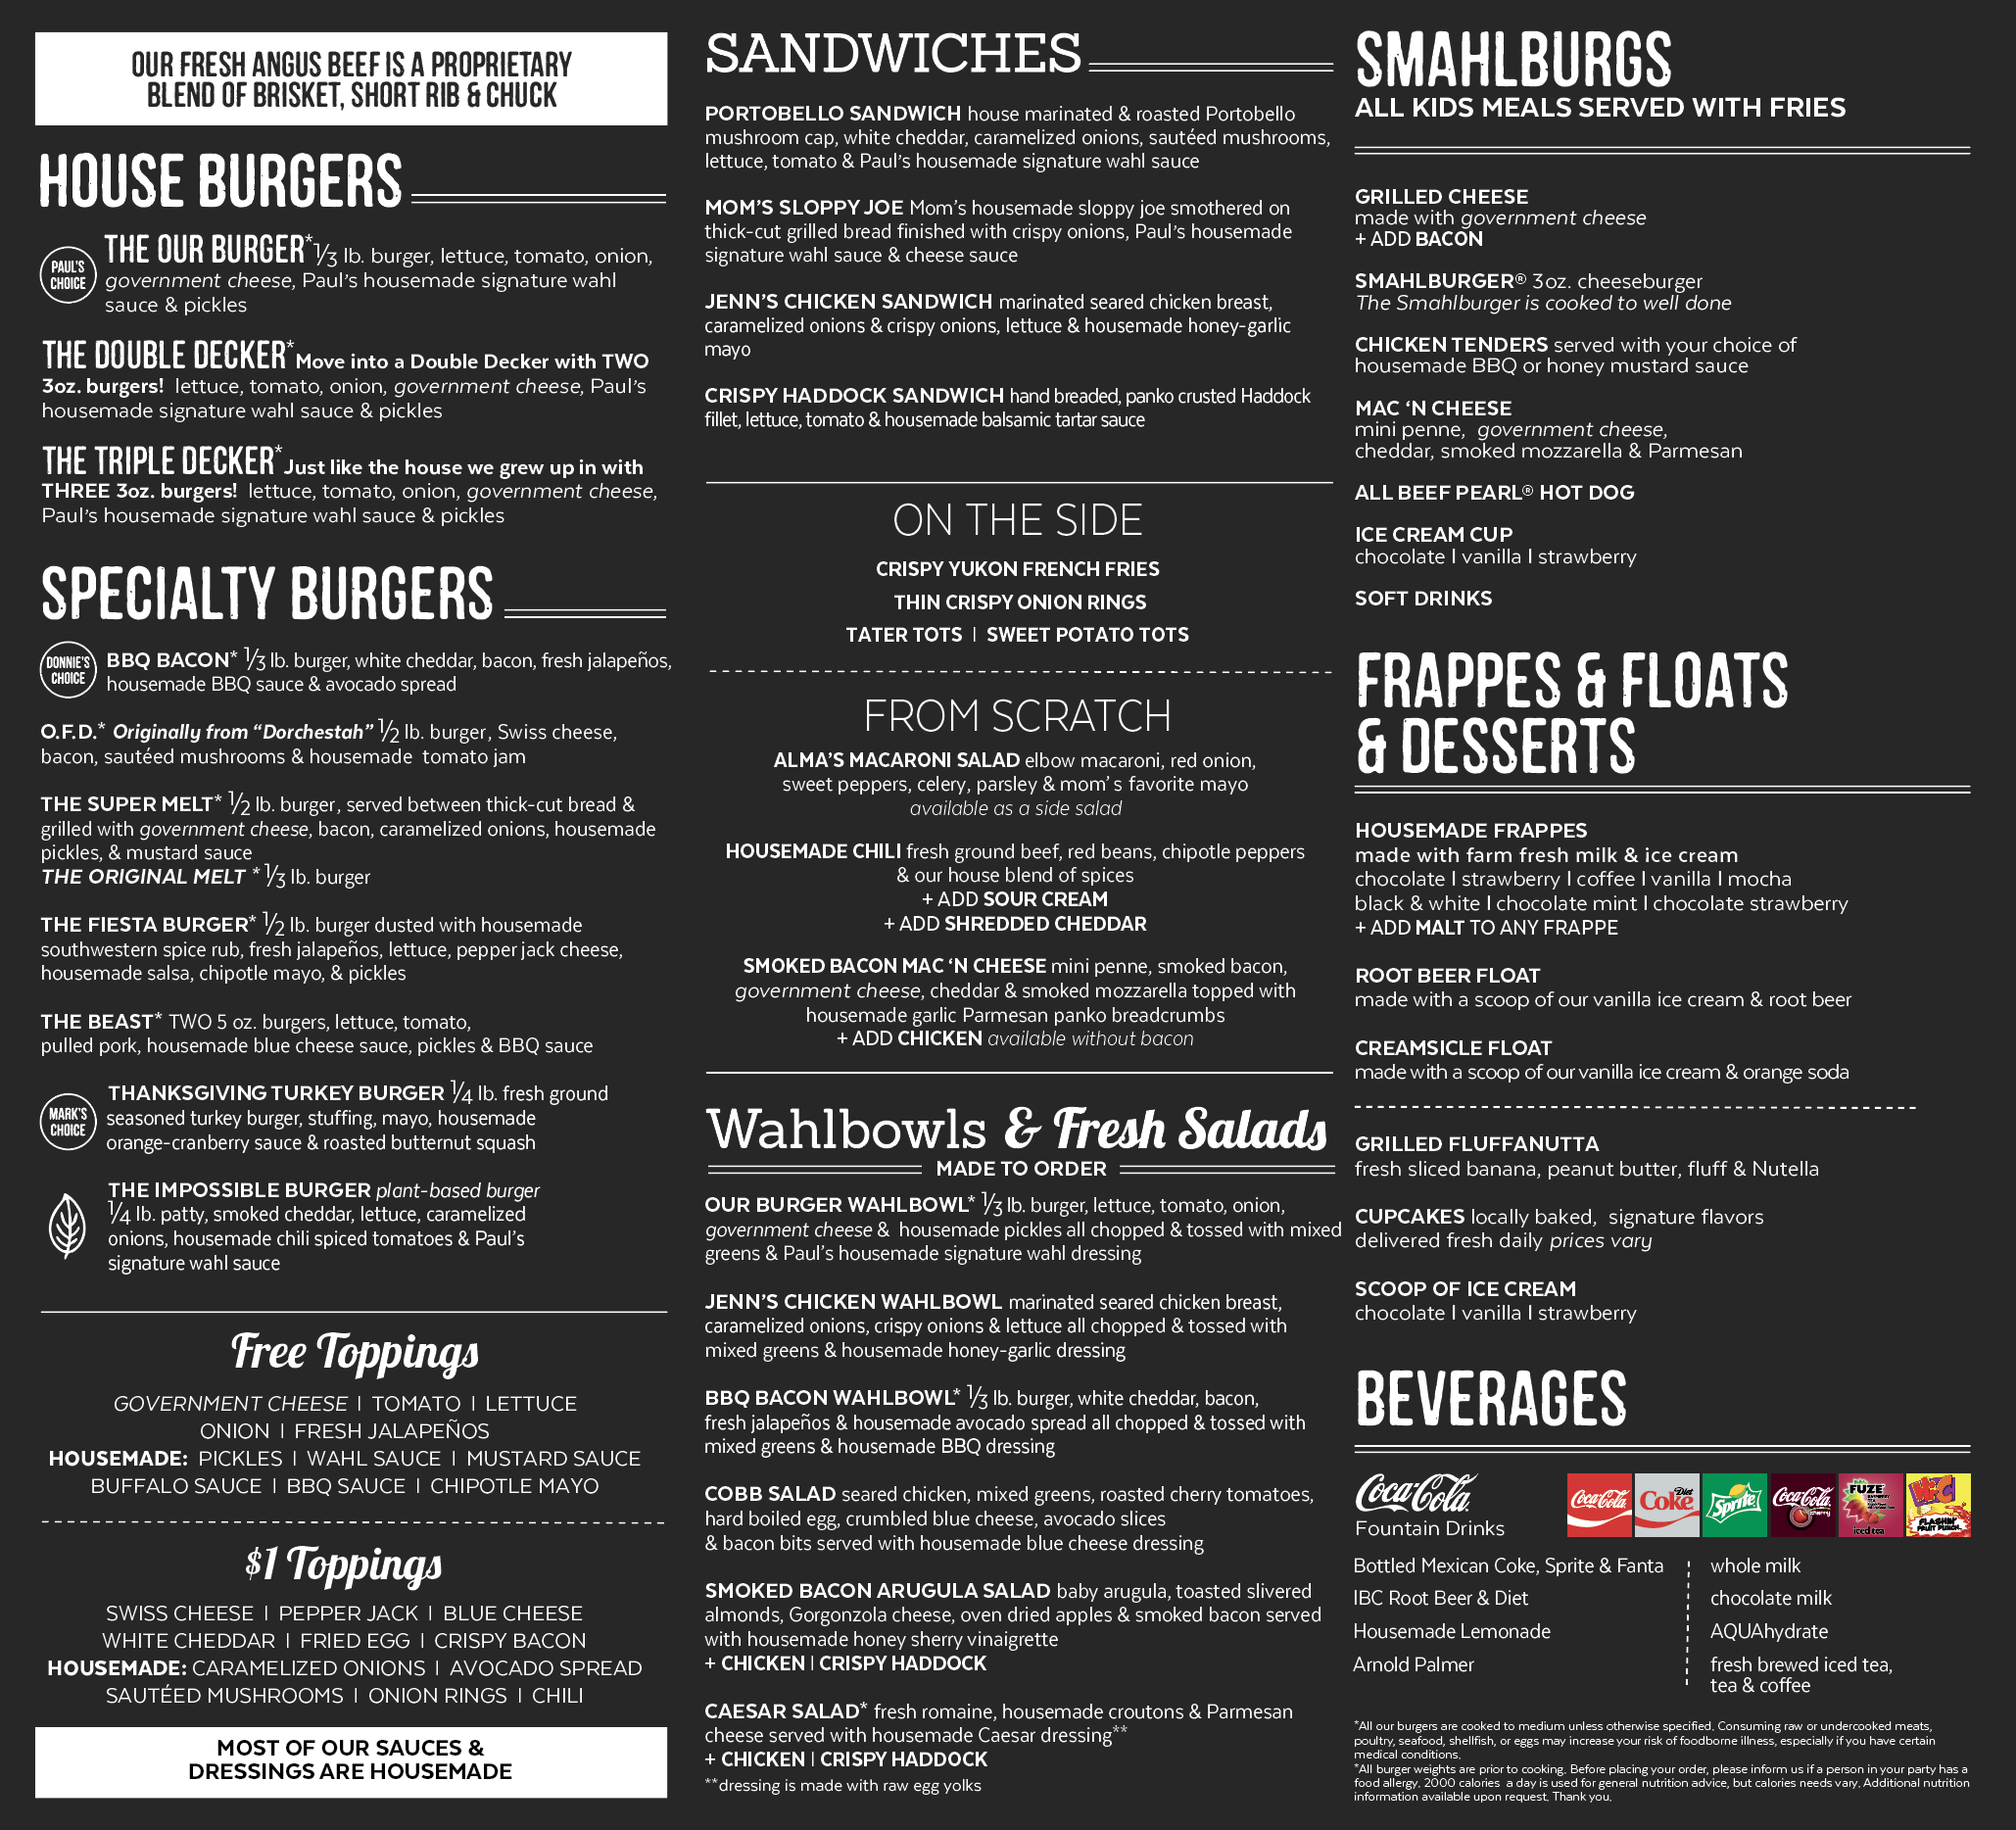 OUR FRESH ANGUS BEEF IS A PROPRIETARY
BLEND OF BRISKET, SHORT RIB & CHUCK
HOUSE BURGERS
PAUL'S
CHOICE
THE OUR BURGER* 1/3 lb. burger, lettuce, tomato, onion,
government cheese, Paul's housemade signature wahl
sauce & pickles
THE DOUBLE DECKER* Move into a Double Decker with TWO
3oz. burgers! lettuce, tomato, onion, government cheese, Paul's
housemade signature wahl sauce & pickles
THE TRIPLE DECKER* Just like the house we grew up in with
THREE 3oz. burgers! lettuce, tomato, onion, government cheese,
Paul's housemade signature wahl sauce & pickles
SPECIALTY BURGERS
DONNIE'S
CHOICE
BBQ BACON* 1/3 lb. burger, white cheddar, bacon, fresh jalapeños,
housemade BBQ sauce & avocado spread
O.F.D.* Originally from “Dorchestah” 1/2 lb. burger, Swiss cheese,
bacon, sautéed mushrooms & housemade tomato jam
THE SUPER MELT* 1/2 lb. burger, served between thick-cut bread &
grilled with government cheese, bacon, caramelized onions, housemade
pickles, & mustard sauce
THE ORIGINAL MELT * 1/3 lb. burger
THE FIESTA BURGER* 1/2 lb. burger dusted with housemade
southwestern spice rub, fresh jalapeños, lettuce, pepper jack cheese,
housemade salsa, chipotle mayo, & pickles
THE BEAST* TWO 5 oz. burgers, lettuce, tomato,
pulled pork, housemade blue cheese sauce, pickles & BBQ sauce
MARK'S
CHOICE
THANKSGIVING TURKEY BURGER 1/4 lb. fresh ground
seasoned turkey burger, stuffing, mayo, housemade
orange-cranberry sauce & roasted butternut squash
THE IMPOSSIBLE BURGER plant-based burger
1/4 lb. patty, smoked cheddar, lettuce, caramelized
onions, housemade chili spiced tomatoes & Paul's
signature wahl sauce
Free Toppings
GOVERNMENT CHEESE | TOMATO | LETTUCE
ONION | FRESH JALAPEÑOS
HOUSEMADE: PICKLES | WAHL SAUCE | MUSTARD SAUCE
BUFFALO SAUCE | BBQ SAUCE | CHIPOTLE MAYO
$1 Toppings
SWISS CHEESE | PEPPER JACK | BLUE CHEESE
WHITE CHEDDAR | FRIED EGG | CRISPY BACON
HOUSEMADE: CARAMELIZED ONIONS | AVOCADO SPREAD
SAUTÉED MUSHROOMS | ONION RINGS | CHILI
MOST OF OUR SAUCES &
DRESSINGS ARE HOUSEMADE
SANDWICHES
PORTOBELLO SANDWICH house marinated & roasted Portobello
mushroom cap, white cheddar, caramelized onions, sautéed mushrooms,
lettuce, tomato & Paul's housemade signature wahl sauce
MOM'S SLOPPY JOE Mom's housemade sloppy joe smothered on
thick-cut grilled bread finished with crispy onions, Paul's housemade
signature wahl sauce & cheese sauce
JENN'S CHICKEN SANDWICH marinated seared chicken breast,
caramelized onions & crispy onions, lettuce & housemade honey-garlic
mayo
CRISPY HADDOCK SANDWICH hand breaded, panko crusted Haddock
fillet, lettuce, tomato & housemade balsamic tartar sauce
ON THE SIDE
CRISPY YUKON FRENCH FRIES
THIN CRISPY ONION RINGS
TATER TOTS | SWEET POTATO TOTS
FROM SCRATCH
ALMA'S MACARONI SALAD elbow macaroni, red onion,
sweet peppers, celery, parsley & mom's favorite mayo
available as a side salad
HOUSEMADE CHILI fresh ground beef, red beans, chipotle peppers
& our house blend of spices
+ ADD SOUR CREAM
+ ADD SHREDDED CHEDDAR
SMOKED BACON MAC ‘N CHEESE mini penne, smoked bacon,
government cheese, cheddar & smoked mozzarella topped with
housemade garlic Parmesan panko breadcrumbs
+ ADD CHICKEN available without bacon
Wahlbowls & Fresh Salads
MADE TO ORDER
OUR BURGER WAHLBOWL* 1/3 lb. burger, lettuce, tomato, onion,
government cheese & housemade pickles all chopped & tossed with mixed
greens & Paul's housemade signature wahl dressing
JENN'S CHICKEN WAHLBOWL marinated seared chicken breast,
caramelized onions, crispy onions & lettuce all chopped & tossed with
mixed greens & housemade honey-garlic dressing
BBQ BACON WAHLBOWL* 1/3 lb. burger, white cheddar, bacon,
fresh jalapeños & housemade avocado spread all chopped & tossed with
mixed greens & housemade BBQ dressing
COBB SALAD seared chicken, mixed greens, roasted cherry tomatoes,
hard boiled egg, crumbled blue cheese, avocado slices
& bacon bits served with housemade blue cheese dressing
SMOKED BACON ARUGULA SALAD baby arugula, toasted slivered
almonds, Gorgonzola cheese, oven dried apples & smoked bacon served
with housemade honey sherry vinaigrette
+ CHICKEN | CRISPY HADDOCK
CAESAR SALAD* fresh romaine, housemade croutons & Parmesan
cheese served with housemade Caesar dressing**
+ CHICKEN | CRISPY HADDOCK
**dressing is made with raw egg yolks
SMAHLBURGS
ALL KIDS MEALS SERVED WITH FRIES
GRILLED CHEESE
made with government cheese
+ ADD BACON
SMAHLBURGER® 3oz. cheeseburger
The Smahlburger is cooked to well done
CHICKEN TENDERS served with your choice of
housemade BBQ or honey mustard sauce
MAC ‘N CHEESE
mini penne, government cheese,
cheddar, smoked mozzarella & Parmesan
ALL BEEF PEARL® HOT DOG
ICE CREAM CUP
chocolate | vanilla | strawberry
SOFT DRINKS
FRAPPES & FLOATS
& DESSERTS
HOUSEMADE FRAPPES
made with farm fresh milk & ice cream
chocolate | strawberry | coffee | vanilla | mocha
black & white | chocolate mint | chocolate strawberry
+ ADD MALT TO ANY FRAPPE
ROOT BEER FLOAT
made with a scoop of our vanilla ice cream & root beer
CREAMSICLE FLOAT
made with a scoop of our vanilla ice cream & orange soda
GRILLED FLUFFANUTTA
fresh sliced banana, peanut butter, fluff & Nutella
CUPCAKES locally baked, signature flavors
delivered fresh daily prices vary
SCOOP OF ICE CREAM
chocolate | vanilla | strawberry
BEVERAGES
Coca-Cola
Fountain Drinks
Coca-Cola
Diet
Coke
Sprite
Coca-Cola
cherry
FUZE
iced tea
Hi-C
FLASHIN'
FRUIT PUNCH
Bottled Mexican Coke, Sprite & Fanta
IBC Root Beer & Diet
Housemade Lemonade
Arnold Palmer
whole milk
chocolate milk
AQUAhydrate
fresh brewed iced tea,
tea & coffee
*All our burgers are cooked to medium unless otherwise specified. Consuming raw or undercooked meats,
poultry, seafood, shellfish, or eggs may increase your risk of foodborne illness, especially if you have certain
medical conditions.
*All burger weights are prior to cooking. Before placing your order, please inform us if a person in your party has a
food allergy. 2000 calories a day is used for general nutrition advice, but calories needs vary. Additional nutrition
information available upon request. Thank you.